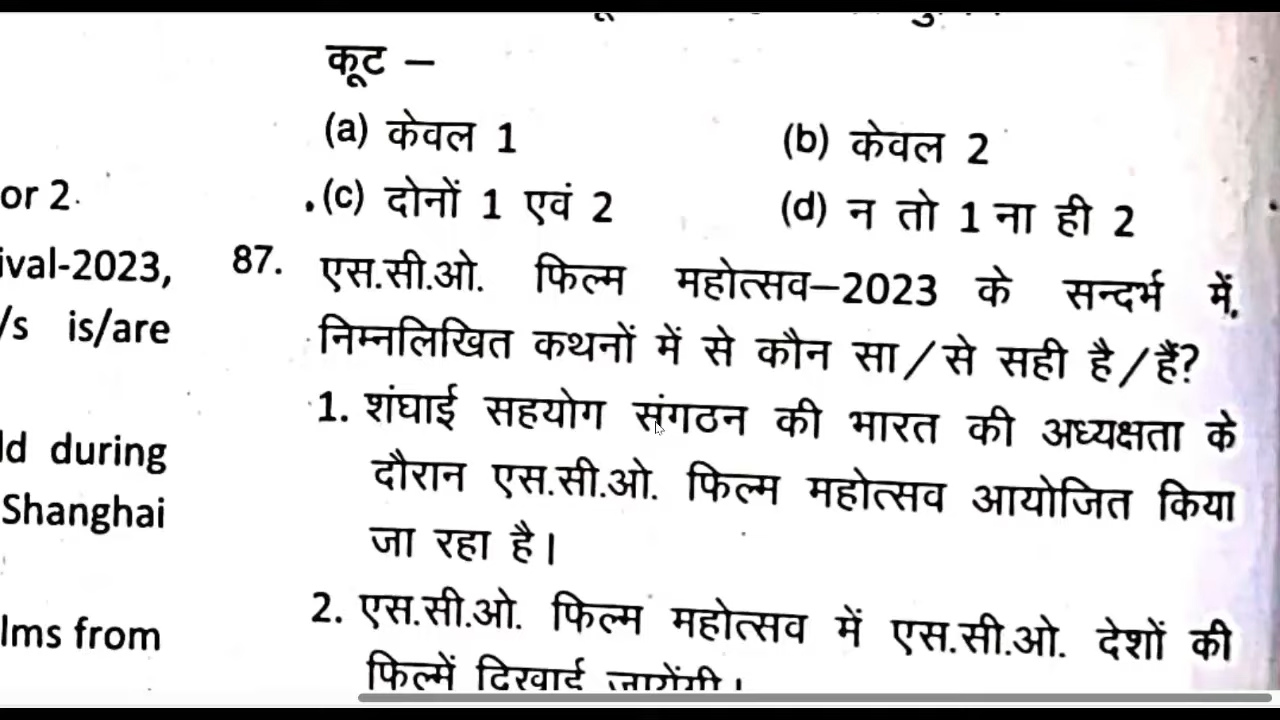 कूट –
(a) केवल 1 (b) केवल 2
(c) दोनों 1 एवं 2 (d) न तो 1 ना ही 2
or 2.
ival-2023,
/s is/are
ld during
Shanghai
lms from
87. एस.सी.ओ. फिल्म महोत्सव–2023 के सन्दर्भ में,
निम्नलिखित कथनों में से कौन सा/से सही है/हैं?
1. शंघाई सहयोग संगठन की भारत की अध्यक्षता के
दौरान एस.सी.ओ. फिल्म महोत्सव आयोजित किया
जा रहा है।
2. एस.सी.ओ. फिल्म महोत्सव में एस.सी.ओ. देशों की
फिल्में दिखाई जायेंगी।